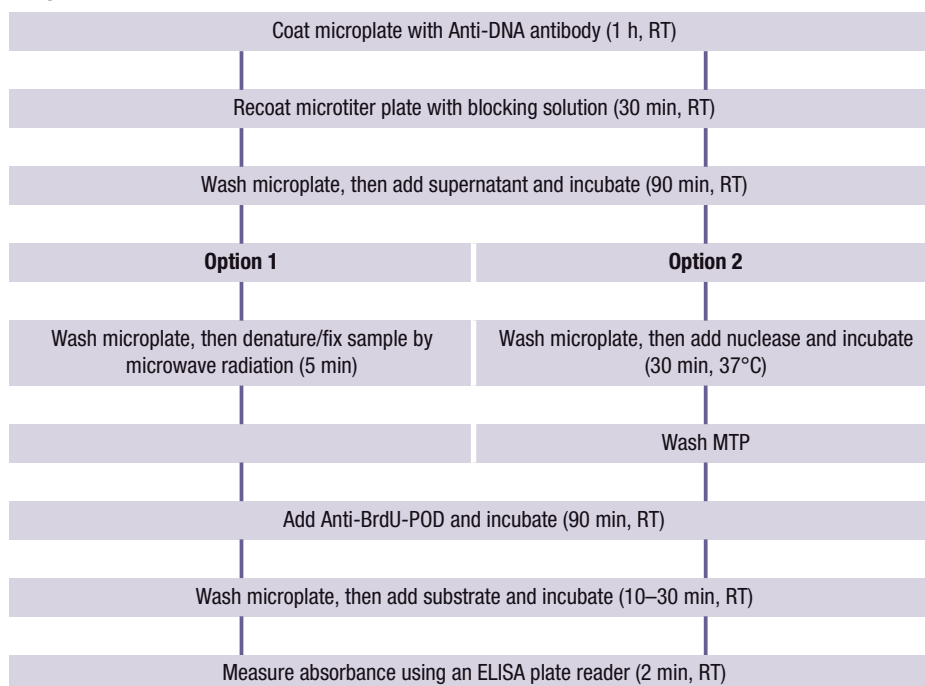 Coat microplate with Anti-DNA antibody (1 h, RT)
Recoat microtiter plate with blocking solution (30 min, RT)
Wash microplate, then add supernatant and incubate (90 min, RT)
Option 1
Option 2
Wash microplate, then denature/fix sample by
microwave radiation (5 min)
Wash microplate, then add nuclease and incubate
(30 min, 37°C)
Wash MTP
Add Anti-BrdU-POD and incubate (90 min, RT)
Wash microplate, then add substrate and incubate (10–30 min, RT)
Measure absorbance using an ELISA plate reader (2 min, RT)